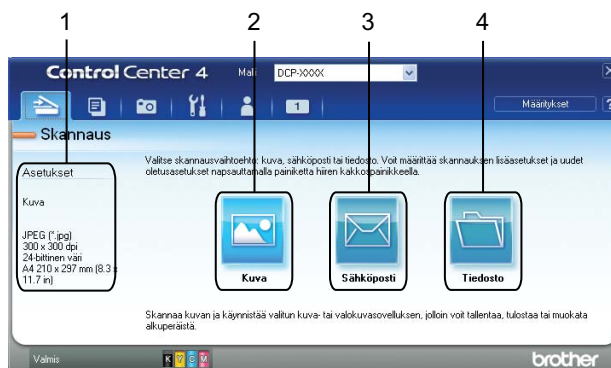 1 2 3 4
Control Center 4 Malli DCP-XXXX
1 Määritykset ?
Skannaus
Asetukset
Kuva
JPEG (*.jpg)
300 x 300 dpi
24-bittinen väri
A4 210 x 297 mm (8.3 x
11.7 in)
Valitse skannausvaihtoehto: kuva, sähköposti tai tiedosto. Voit määrittää skannauksen lisäasetukset ja uudet
oletusasetukset napsauttamalla painiketta hiiren kakkospainikkeella.
Kuva Sähköposti Tiedosto
Skannaa kuvan ja käynnistää valitun kuva- tai valokuvasovelluksen, jolloin voit tallentaa, tulostaa tai muokata
alkuperäistä.
Valmis K Y C M brother